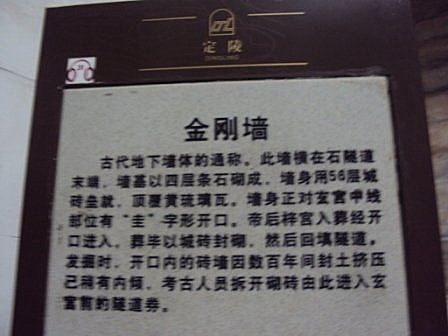 定陵
DINGLING
23
金刚墙
古代地下墙体的通称。此墙横在石隧道
末端，墙基以四层条石砌成，墙身用56层城
砖垒就，顶覆黄琉璃瓦。墙身正对玄宫中线
部位有“圭”字形开口。帝后梓宫入葬经开
口进入，葬毕以城砖封砌，然后回填隧道。
发掘时，开口内的砖墙因数百年间封土挤压
已稍有内倾，考古人员拆开砌砖由此进入玄
宫前的隧道券。